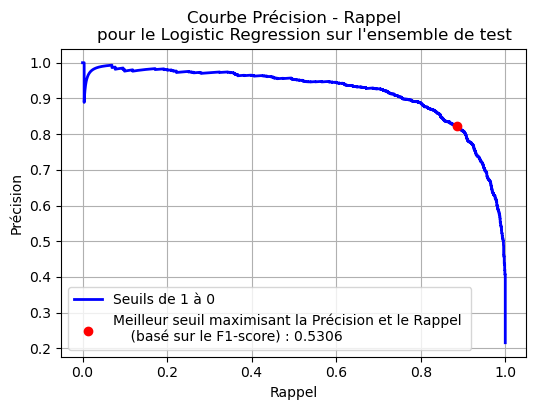 Courbe Précision - Rappel
pour le Logistic Regression sur l'ensemble de test
1.0
0.9
0.8
0.7
0.6
0.5
0.4
0.3
0.2
Précision
Seuils de 1 à 0
Meilleur seuil maximisant la Précision et le Rappel
(basé sur le F1-score) : 0.5306
0.0 0.2 0.4 0.6 0.8 1.0
Rappel